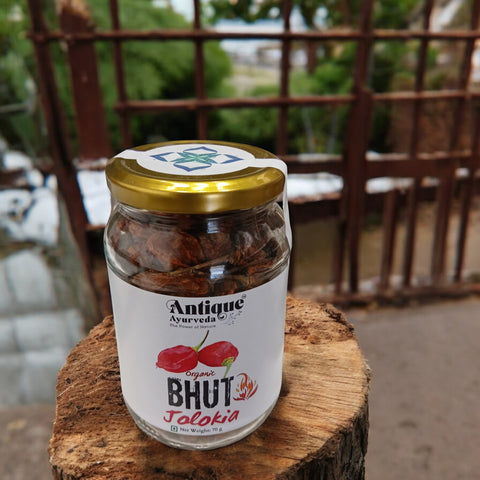 Antique
Ayurveda
The Power of Nature
Organic
BHUT
Jolokia
Net Weight: 70 g